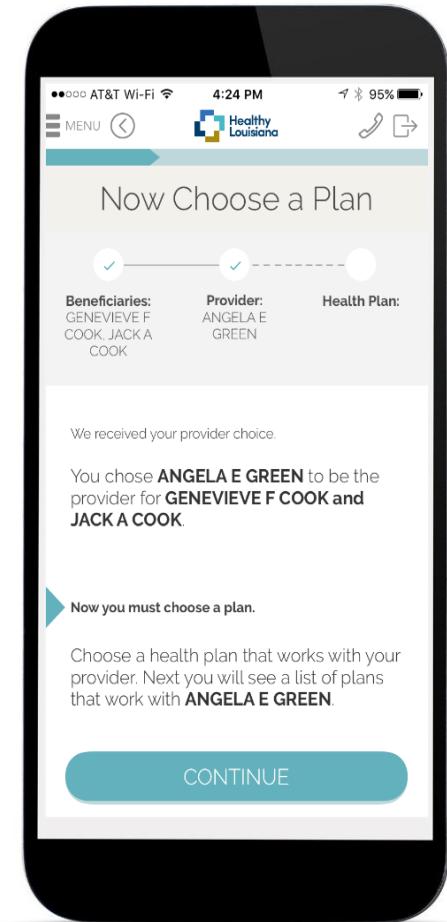 AT&T Wi-Fi 4:24 PM 95%
MENU Healthy
Louisiana
Now Choose a Plan
Beneficiaries: Provider: Health Plan:
GENEVIEVE F ANGELA E
COOK, JACK A GREEN
COOK
We received your provider choice.
You chose ANGELA E GREEN to be the
provider for GENEVIEVE F COOK and
JACK A COOK.
Now you must choose a plan.
Choose a health plan that works with your
provider. Next you will see a list of plans
that work with ANGELA E GREEN.
CONTINUE